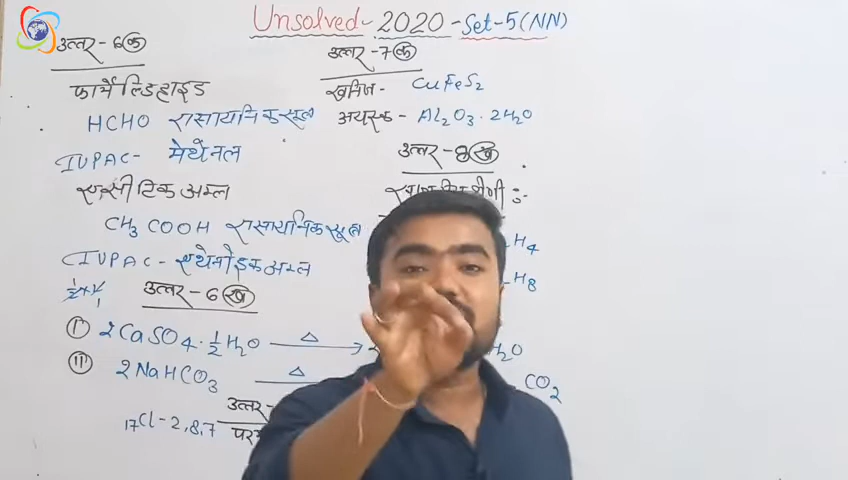 Unsolved-2020-Set-5(NN)
उत्तर-6(क)
फार्मेल्डिहाइड
HCHO रासायनिक सूत्र
IUPAC- मेथेनल
एसीटिक अम्ल
CH₃COOH रासायनिक सूत्र
IUPAC- एथेनोइक अम्ल
उत्तर-6(ख)
(i) 2CaSO₄·½H₂O △
(ii) 2NaHCO₃ △
उत्तर-
₁₇Cl-2,8,7
उत्तर-7(क)
खनिज- CuFeS₂
अयस्क- Al₂O₃·2H₂O
उत्तर-8(ख)
H₄
H₈
H₂O
CO₂